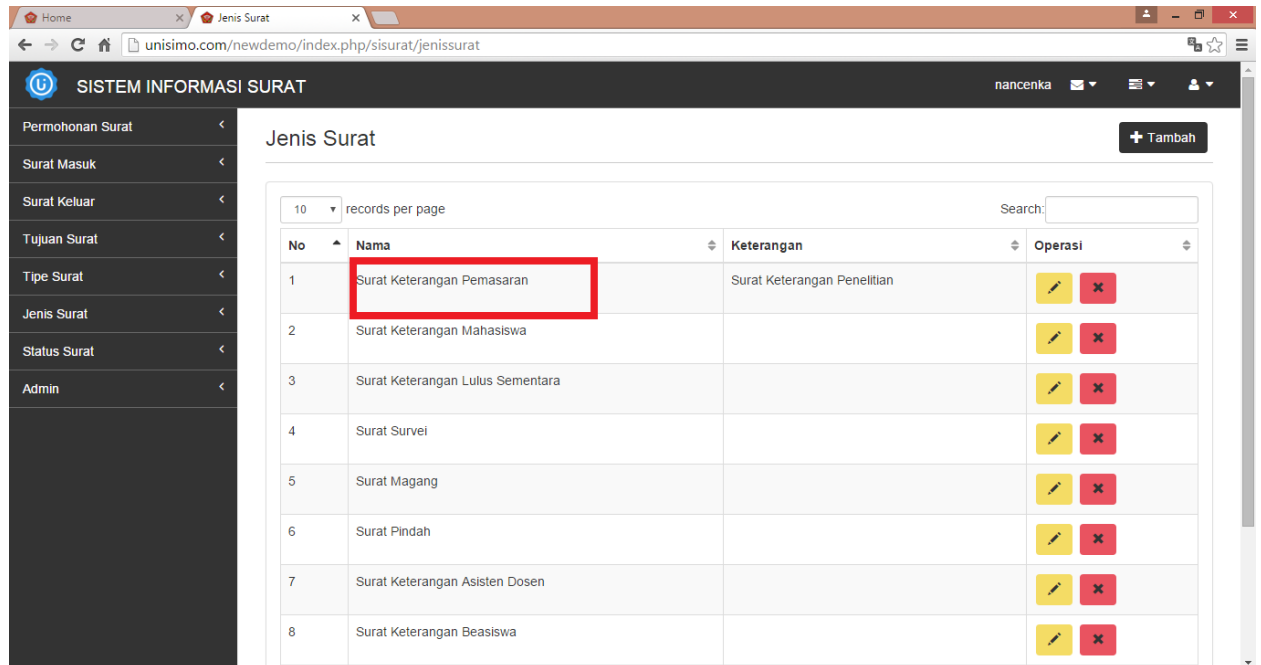 Home
Jenis Surat
unisimo.com/newdemo/index.php/sisurat/jenissurat
SISTEM INFORMASI SURAT
nancenka
Permohonan Surat
Surat Masuk
Surat Keluar
Tujuan Surat
Tipe Surat
Jenis Surat
Status Surat
Admin
Jenis Surat
Tambah
10 records per page
Search:
No Nama Keterangan Operasi
1 Surat Keterangan Pemasaran Surat Keterangan Penelitian
2 Surat Keterangan Mahasiswa
3 Surat Keterangan Lulus Sementara
4 Surat Survei
5 Surat Magang
6 Surat Pindah
7 Surat Keterangan Asisten Dosen
8 Surat Keterangan Beasiswa